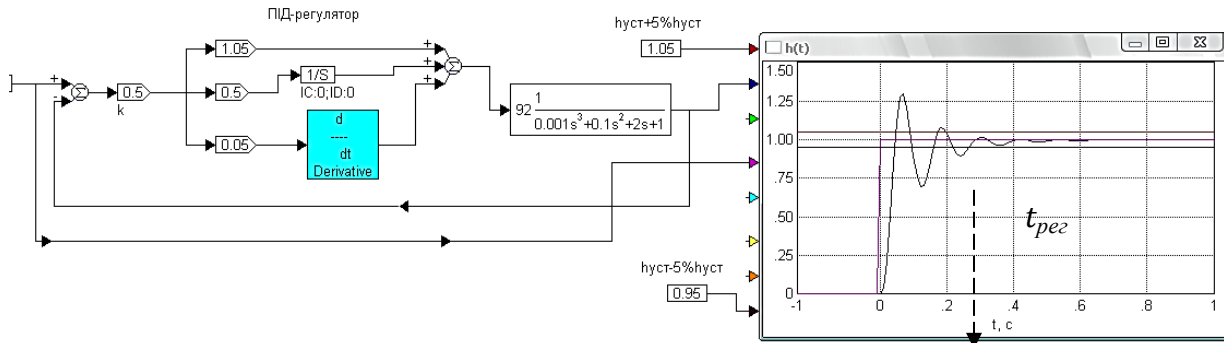 ПІД-регулятор
hуст+5%hуст
1.05
h(t)
1.05
+
+
+
+
-
Σ
0.5
k
0.5
1/S
IC:0;ID:0
Σ
0.05
d
----
dt
Derivative
92
1
0.001s³+0.1s²+2s+1
hуст-5%hуст
0.95
1.50
1.25
1.00
.75
.50
.25
0
-1
0
.2
.4
.6
.8
1
t, c
tрег